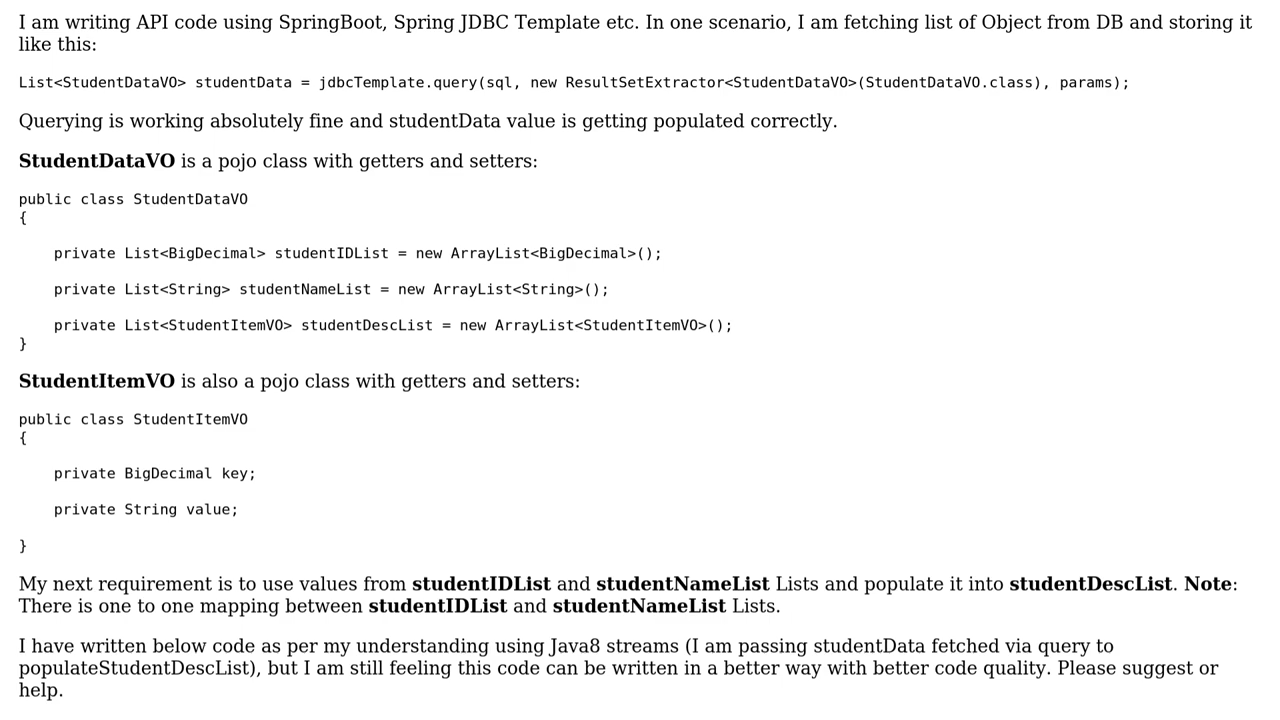 I am writing API code using SpringBoot, Spring JDBC Template etc. In one scenario, I am fetching list of Object from DB and storing it
like this:
List<StudentDataVO> studentData = jdbcTemplate.query(sql, new ResultSetExtractor<StudentDataVO>(StudentDataVO.class), params);
Querying is working absolutely fine and studentData value is getting populated correctly.
StudentDataVO is a pojo class with getters and setters:
public class StudentDataVO
{
    private List<BigDecimal> studentIDList = new ArrayList<BigDecimal>();
    private List<String> studentNameList = new ArrayList<String>();
    private List<StudentItemVO> studentDescList = new ArrayList<StudentItemVO>();
}
StudentItemVO is also a pojo class with getters and setters:
public class StudentItemVO
{
    private BigDecimal key;
    private String value;
}
My next requirement is to use values from studentIDList and studentNameList Lists and populate it into studentDescList. Note:
There is one to one mapping between studentIDList and studentNameList Lists.
I have written below code as per my understanding using Java8 streams (I am passing studentData fetched via query to
populateStudentDescList), but I am still feeling this code can be written in a better way with better code quality. Please suggest or
help.